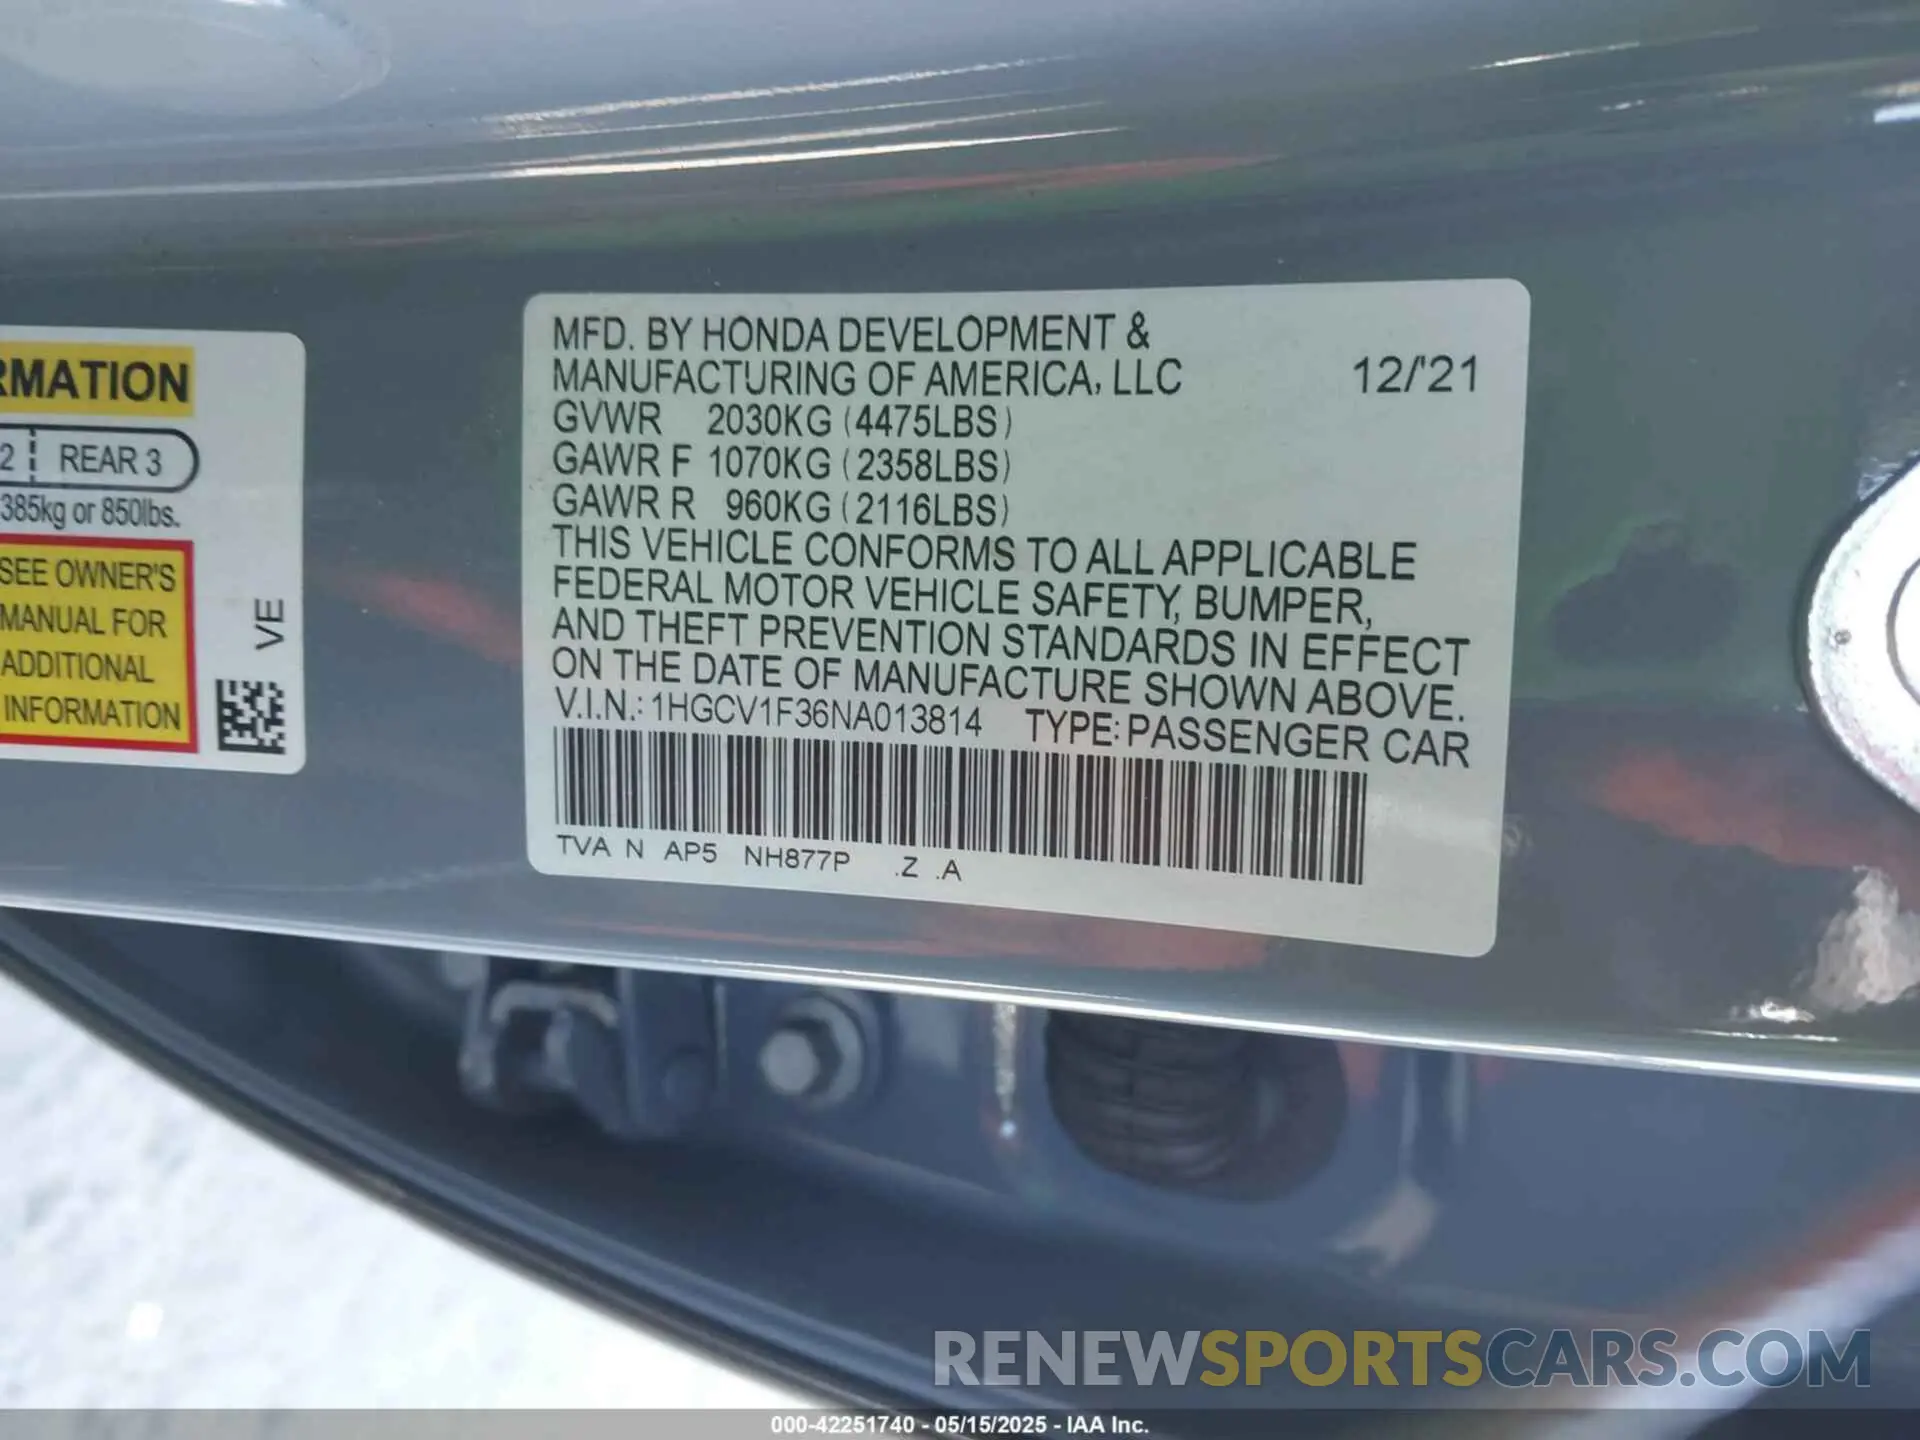 RMATION
2 REAR 3
385kg or 850lbs.
SEE OWNER'S
MANUAL FOR
ADDITIONAL
INFORMATION
VE
MFD. BY HONDA DEVELOPMENT &
MANUFACTURING OF AMERICA, LLC 12/'21
GVWR 2030KG (4475LBS)
GAWR F 1070KG (2358LBS)
GAWR R 960KG (2116LBS)
THIS VEHICLE CONFORMS TO ALL APPLICABLE
FEDERAL MOTOR VEHICLE SAFETY, BUMPER,
AND THEFT PREVENTION STANDARDS IN EFFECT
ON THE DATE OF MANUFACTURE SHOWN ABOVE.
V.I.N.: 1HGCV1F36NA013814 TYPE: PASSENGER CAR
TVA N AP5 NH877P .Z .A
RENEWSPORTSCARS.COM
000-42251740 - 05/15/2025 - IAA Inc.